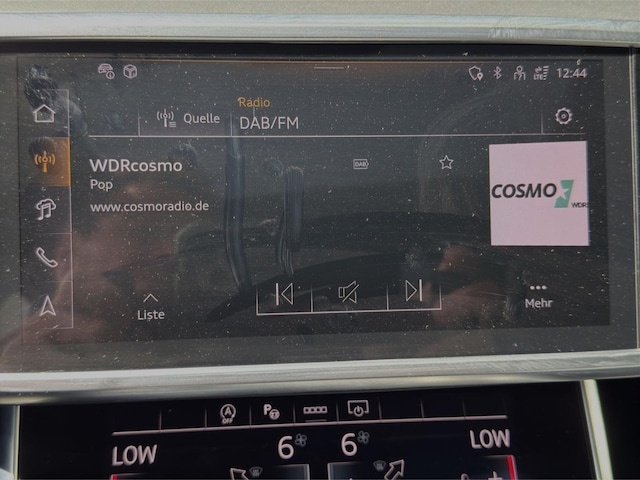 12:44
Radio
Quelle
DAB/FM
WDRcosmo
DAB
Pop
www.cosmoradio.de
COSMO
WDR
Liste
Mehr
OFF
P
LOW
6
6
LOW